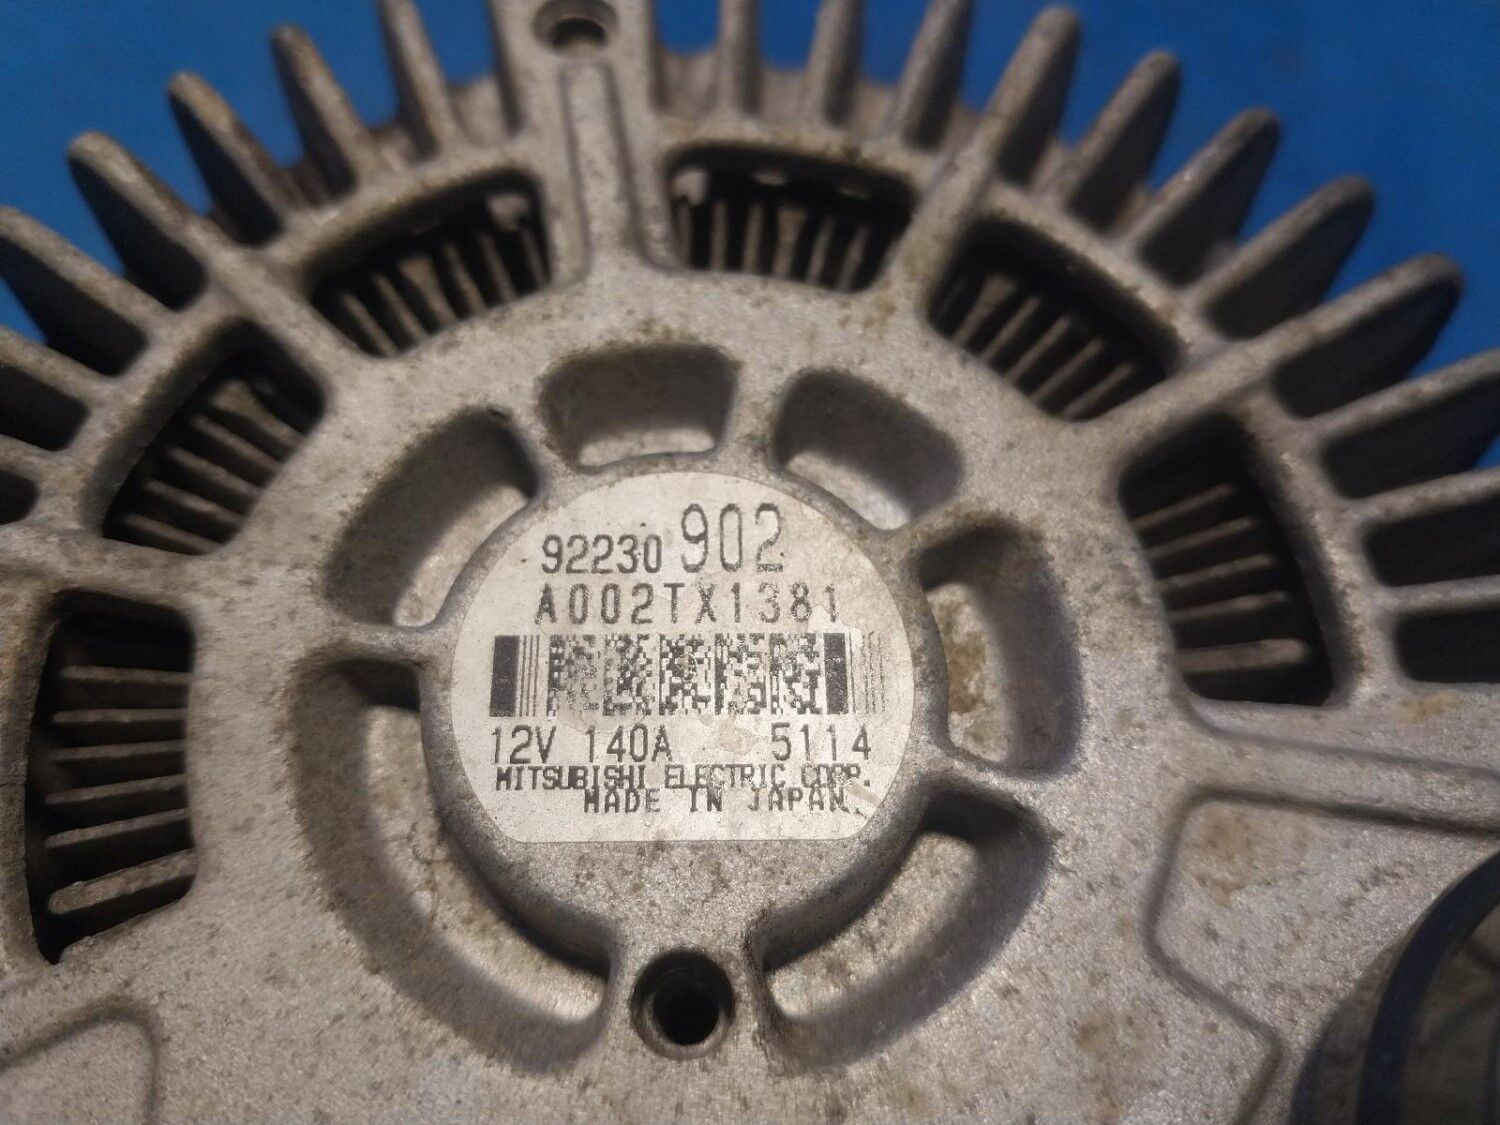 92230 902
A002TX1381
12V 140A 5114
MITSUBISHI ELECTRIC CORP.
MADE IN JAPAN.